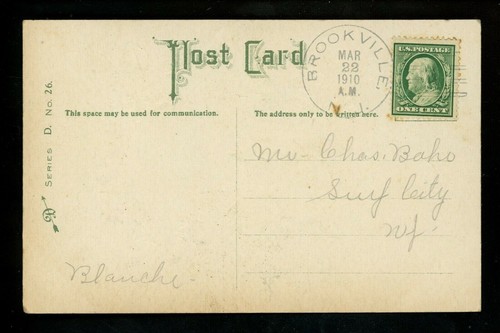 Post Card
BROOKVILLE,
MAR
22
1910
A.M.
N.J.
U.S. POSTAGE
ONE CENT
This space may be used for communication.
The address only to be written here.
SERIES D. No. 26.
Mr Chas. Baho
Surf City
NJ.
Blanche.